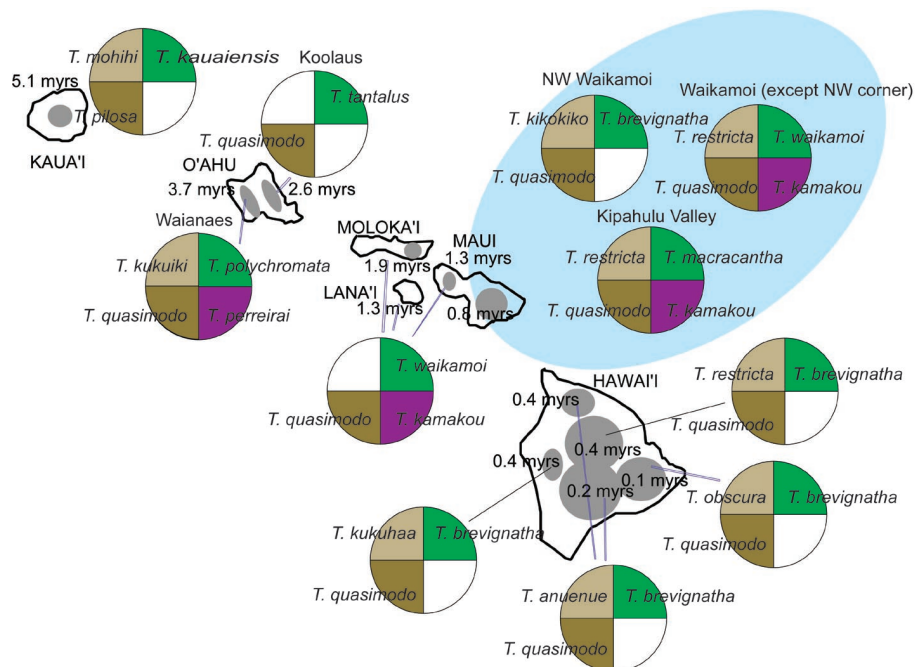 T. mohihi T. kauaiensis
5.1 myrs
T. pilosa
KAUA'I
Koolaus
T. tantalus
T. quasimodo
O'AHU
3.7 myrs 2.6 myrs
Waianaes
T. kukuiki T. polychromata
T. quasimodo T. perreirai
MOLOKA'I
1.9 myrs
LANA'I
1.3 myrs
MAUI
1.3 myrs
0.8 myrs
NW Waikamoi
T. kikokiko T. brevignatha
T. quasimodo
Waikamoi (except NW corner)
T. restricta T. waikamoi
T. quasimodo T. kamakou
Kipahulu Valley
T. restricta T. macracantha
T. quasimodo T. kamakou
T. waikamoi
T. quasimodo T. kamakou
HAWAI'I
0.4 myrs
0.4 myrs
0.4 myrs
0.2 myrs
0.1 myrs
T. restricta T. brevignatha
T. quasimodo
T. obscura T. brevignatha
T. quasimodo
T. kukuhaa T. brevignatha
T. quasimodo
T. anuenue T. brevignatha
T. quasimodo